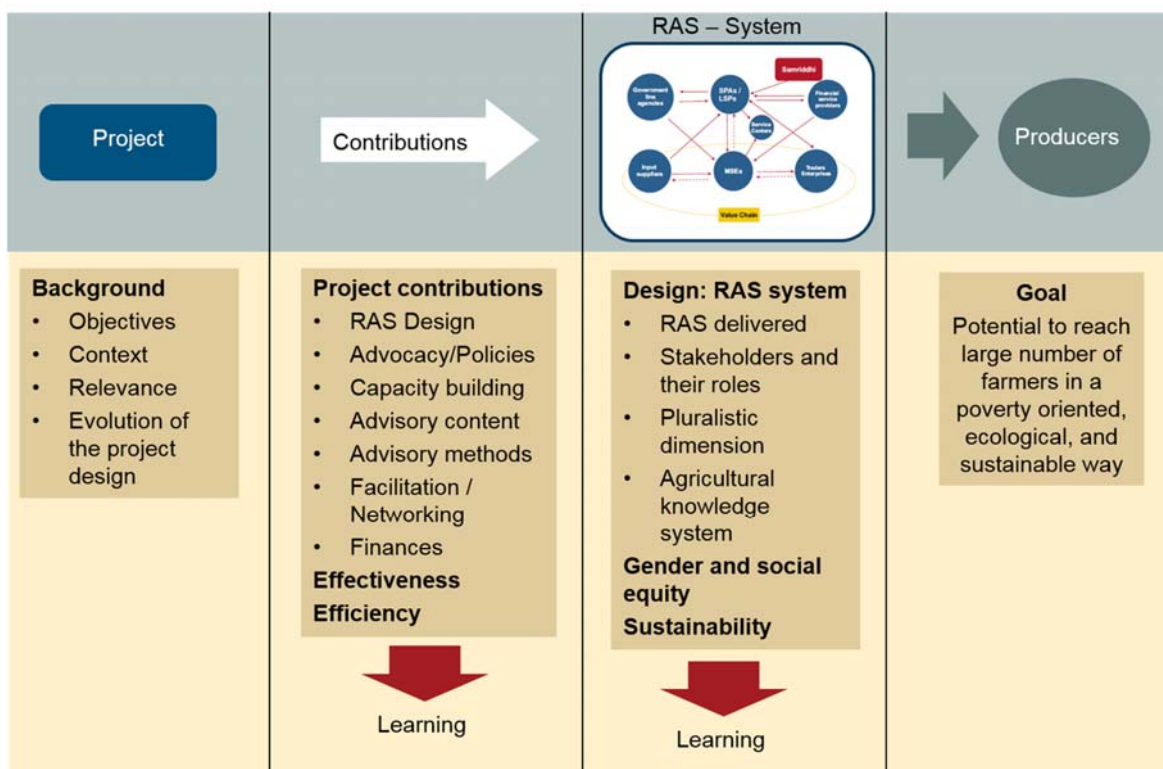 RAS – System
Project
Contributions
Samriddhi
Government
line
agencies
SPAs /
LSPs
Financial
service
providers
Service
Centers
Input
suppliers
MSEs
Traders
Enterprises
Value Chain
Producers
Background
• Objectives
• Context
• Relevance
• Evolution of
the project
design
Project contributions
• RAS Design
• Advocacy/Policies
• Capacity building
• Advisory content
• Advisory methods
• Facilitation /
Networking
• Finances
Effectiveness
Efficiency
Learning
Design: RAS system
• RAS delivered
• Stakeholders and
their roles
• Pluralistic
dimension
• Agricultural
knowledge
system
Gender and social
equity
Sustainability
Learning
Goal
Potential to reach
large number of
farmers in a
poverty oriented,
ecological, and
sustainable way